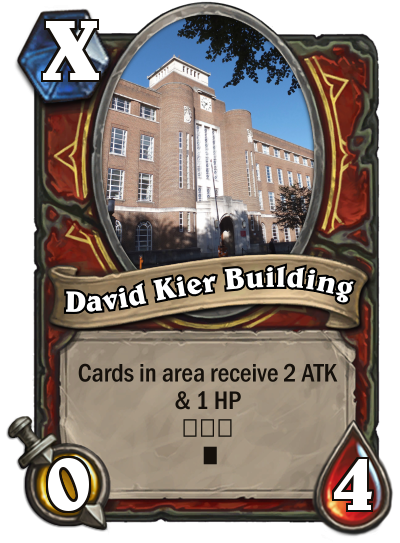 X
David Kier Building
Cards in area receive 2 ATK
& 1 HP
□□□
■
0
4